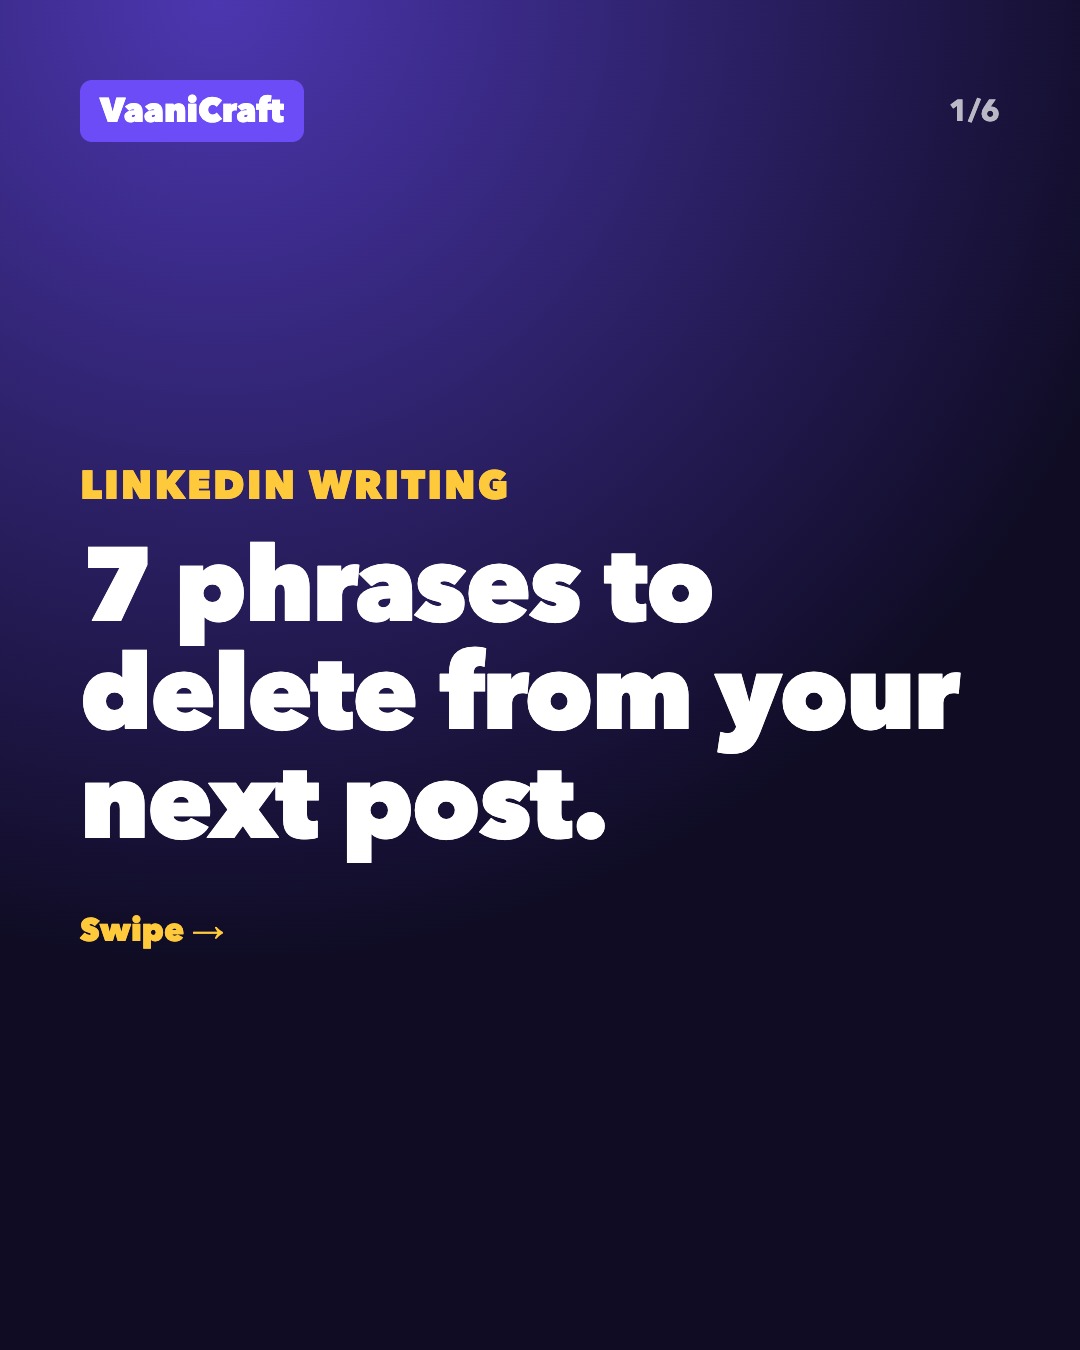 VaaniCraft
1/6
LINKEDIN WRITING
7 phrases to
delete from your
next post.
Swipe →